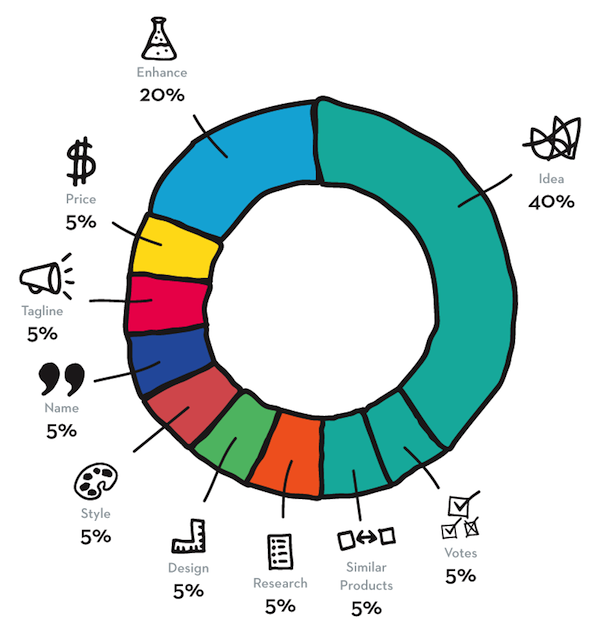 Enhance
20%
Idea
40%
Price
5%
Tagline
5%
Name
5%
Style
5%
Design
5%
Research
5%
Similar
Products
5%
Votes
5%